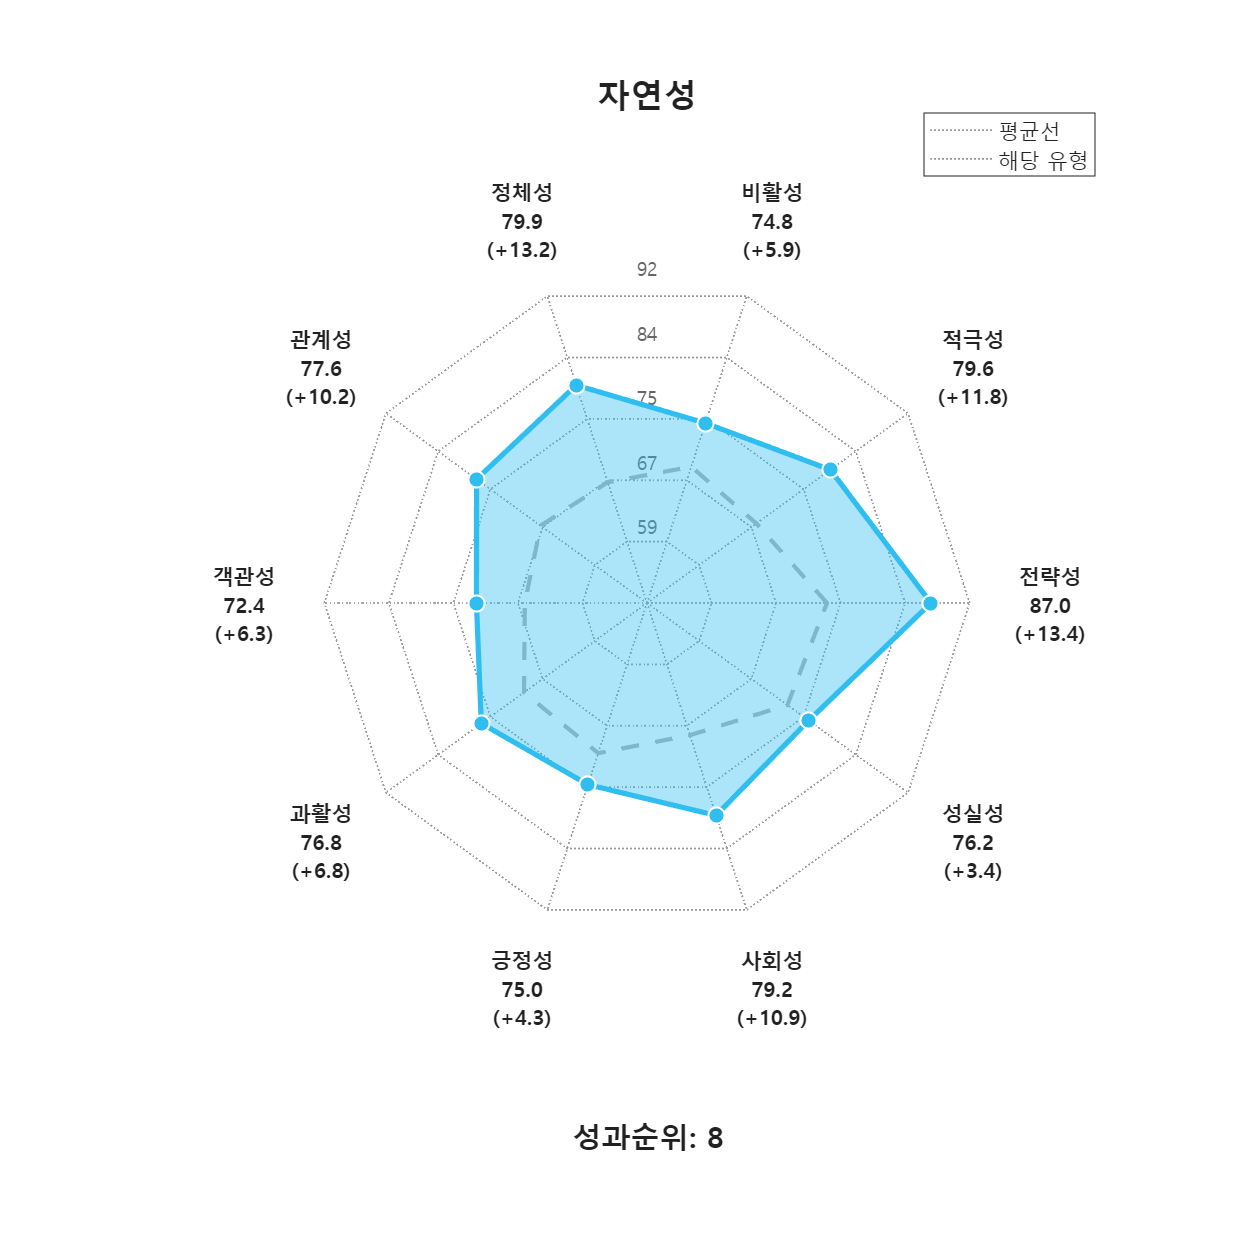 자연성
평균선
해당 유형
정체성
79.9
(+13.2)
비활성
74.8
(+5.9)
92
84
75
67
59
관계성
77.6
(+10.2)
적극성
79.6
(+11.8)
객관성
72.4
(+6.3)
전략성
87.0
(+13.4)
과활성
76.8
(+6.8)
성실성
76.2
(+3.4)
긍정성
75.0
(+4.3)
사회성
79.2
(+10.9)
성과순위: 8